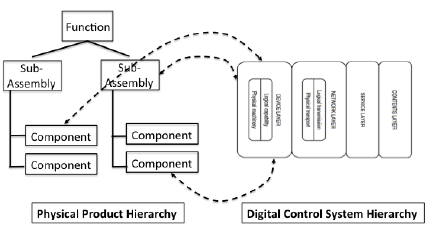 Function
Sub-
Assembly
Sub-
Assembly
Component
Component
Component
Component
DEVICE LAYER
Logical capability
Physical machinery
NETWORK LAYER
Logical transmission
Physical transport
SERVICE LAYER
CONTENTS LAYER
Physical Product Hierarchy
Digital Control System Hierarchy